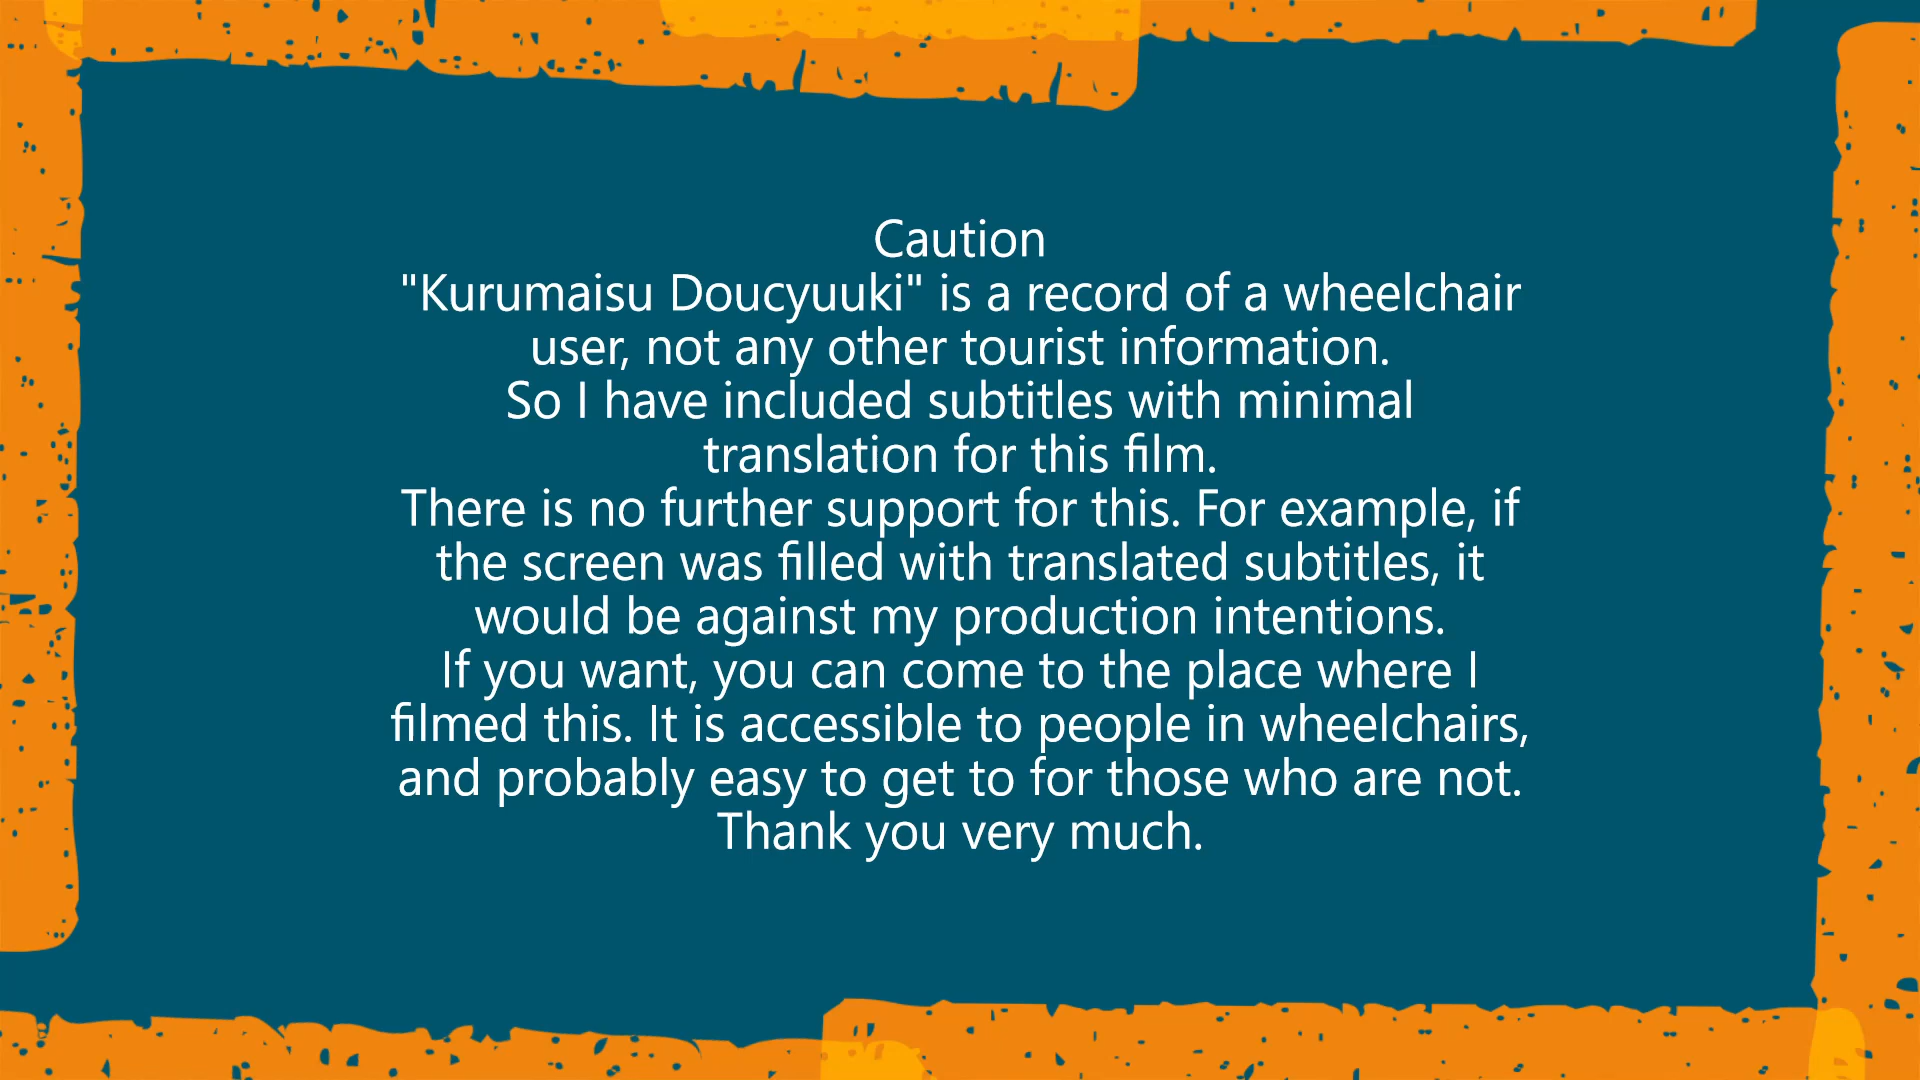 Caution
"Kurumaisu Doucyuuki" is a record of a wheelchair
user, not any other tourist information.
So I have included subtitles with minimal
translation for this film.
There is no further support for this. For example, if
the screen was filled with translated subtitles, it
would be against my production intentions.
If you want, you can come to the place where I
filmed this. It is accessible to people in wheelchairs,
and probably easy to get to for those who are not.
Thank you very much.